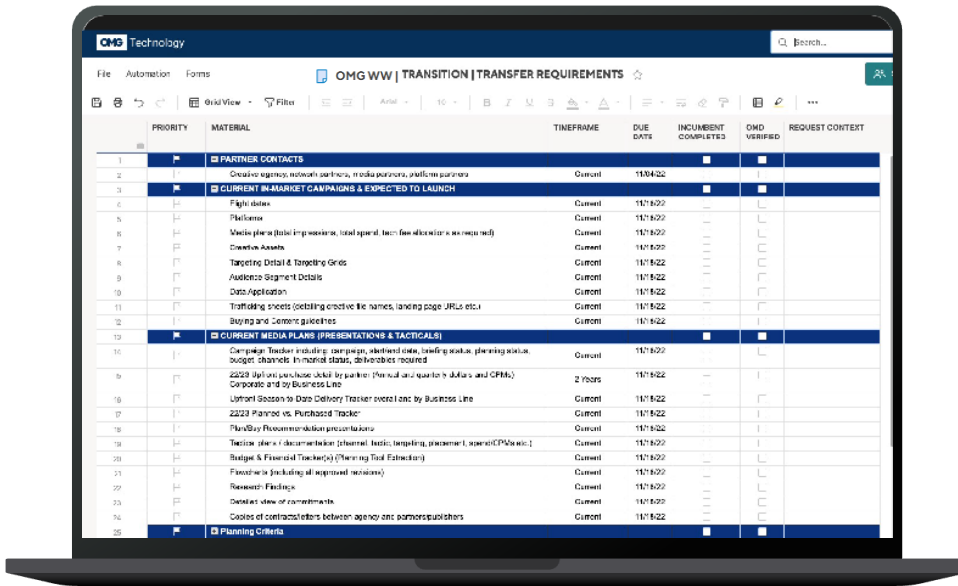 OMG Technology
Search...
File Automation Forms
OMG WW | TRANSITION | TRANSFER REQUIREMENTS
Grid View Filter Arial 10 B I U S A
PRIORITY MATERIAL TIMEFRAME DUE DATE INCUMBENT COMPLETED OMD VERIFIED REQUEST CONTEXT
1 PARTNER CONTACTS
2 Creative agency, network partners, media partners, platform partners Current 11/04/22
3 CURRENT IN-MARKET CAMPAIGNS & EXPECTED TO LAUNCH
4 Flight dates Current 11/18/22
5 Platforms Current 11/18/22
6 Media plans (total impressions, total spend, tech fee allocations as required) Current 11/18/22
7 Creative Assets Current 11/18/22
8 Targeting Detail & Targeting Grids Current 11/18/22
9 Audience Segment Details Current 11/18/22
10 Data Application Current 11/18/22
11 Trafficking sheets (detailing creative file names, landing page URLs etc.) Current 11/18/22
12 Buying and Content guidelines Current 11/18/22
13 CURRENT MEDIA PLANS (PRESENTATIONS & TACTICALS)
14 Campaign Tracker including: campaign, start/end date, briefing status, planning status, Current 11/18/22
budget, channels, in-market status, deliverables required
15 22/23 Upfront purchase detail by partner (Annual and quarterly dollars and CPMs) 2 Years 11/18/22
Corporate and by Business Line
16 Upfront Season-to-Date Delivery Tracker overall and by Business Line Current 11/18/22
17 22/23 Planned vs. Purchased Tracker Current 11/18/22
18 Plan/Buy Recommendation presentations Current 11/18/22
19 Tactical plans / documentation (channel, tactic, targeting, placement, spend/CPMs etc.) Current 11/18/22
20 Budget & Financial Tracker(s) (Planning Tool Extraction) Current 11/18/22
21 Flowcharts (including all approved revisions) Current 11/18/22
22 Research Findings Current 11/18/22
23 Detailed view of commitments Current 11/18/22
24 Copies of contracts/letters between agency and partners/publishers Current 11/18/22
25 Planning Criteria